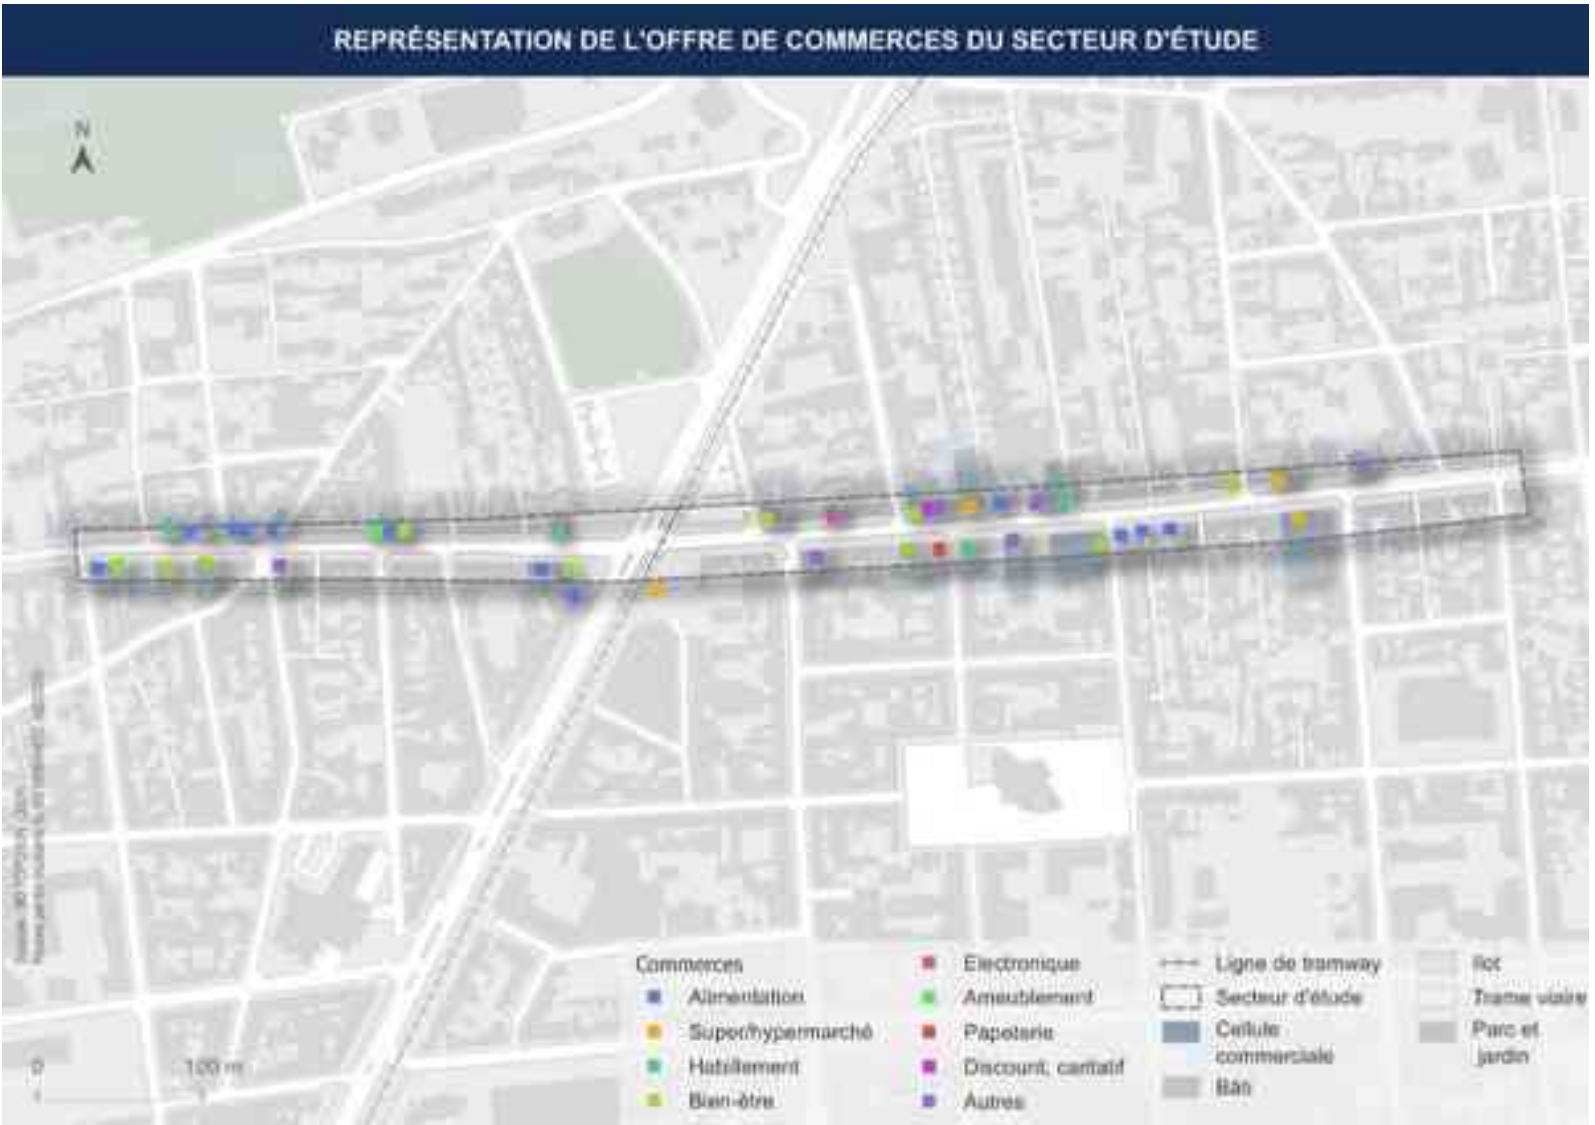 REPRÉSENTATION DE L'OFFRE DE COMMERCES DU SECTEUR D'ÉTUDE
N
0 100 m
Commerces
Alimentation
Super/hypermarché
Habillement
Bien-être
Electronique
Ameublement
Papeterie
Discount, caritatif
Autres
Ligne de tramway
Secteur d'étude
Cellule
commerciale
Bâti
Ilot
Trame viaire
Parc et
jardin